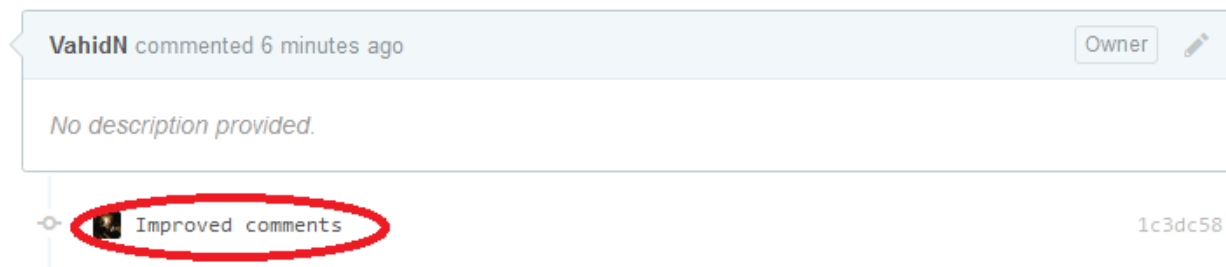 VahidN commented 6 minutes ago Owner
No description provided.
Improved comments 1c3dc58